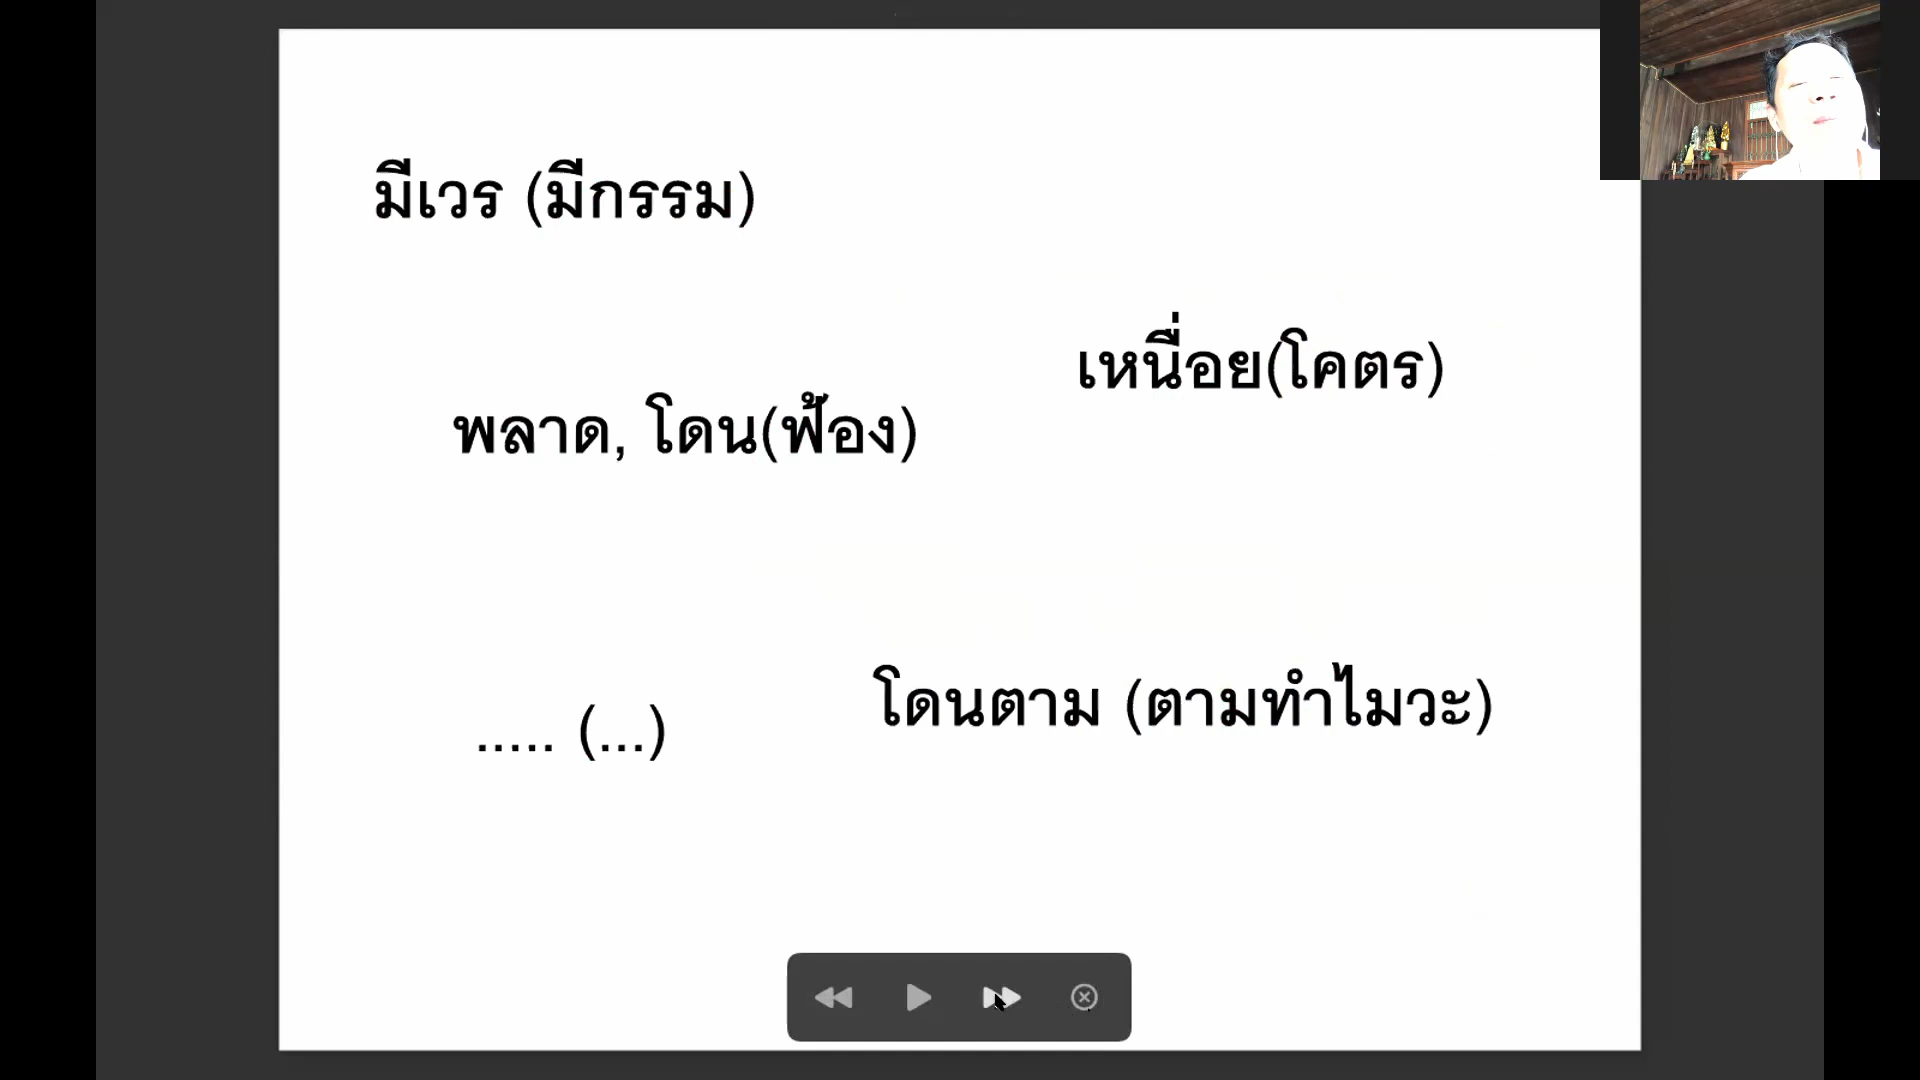 มีเวร (มีกรรม)
เหนื่อย(โคตร)
พลาด, โดน(ฟ้อง)
โดนตาม (ตามทำไมวะ)
..... (...)